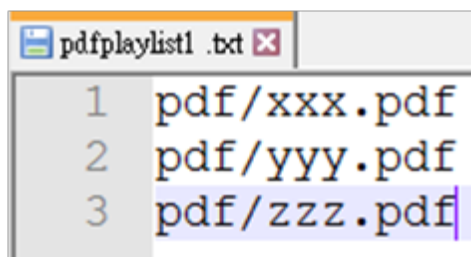 pdfplaylist1 .txt
1 pdf/xxx.pdf
2 pdf/yyy.pdf
3 pdf/zzz.pdf